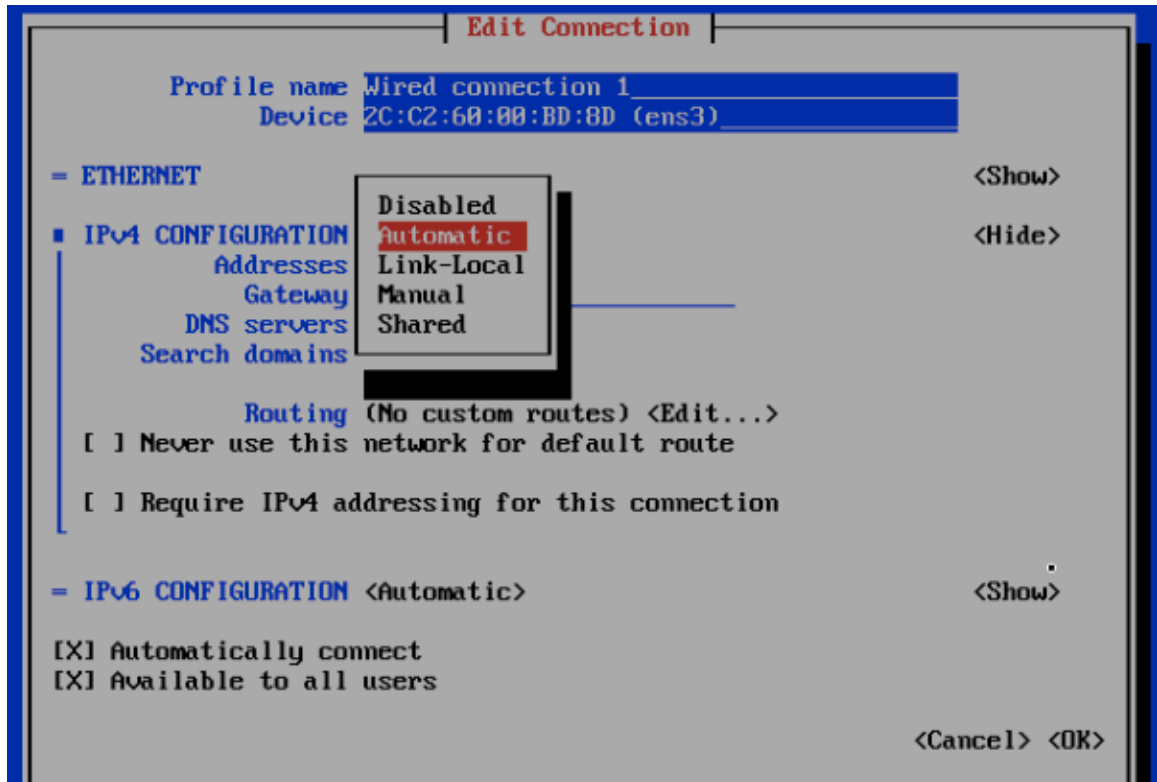 Edit Connection
Profile name Wired connection 1
Device 2C:C2:60:00:BD:8D (ens3)
= ETHERNET <Show>
Disabled
IPv4 CONFIGURATION Automatic <Hide>
Addresses Link-Local
Gateway Manual
DNS servers Shared
Search domains
Routing (No custom routes) <Edit...>
[ ] Never use this network for default route
[ ] Require IPv4 addressing for this connection
= IPv6 CONFIGURATION <Automatic> <Show>
[X] Automatically connect
[X] Available to all users
<Cancel> <OK>